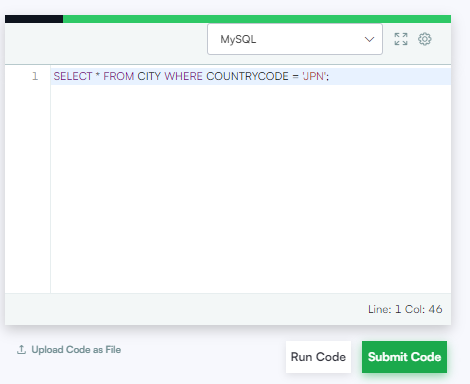 MySQL
1 SELECT * FROM CITY WHERE COUNTRYCODE = 'JPN';
Line: 1 Col: 46
Upload Code as File
Run Code
Submit Code